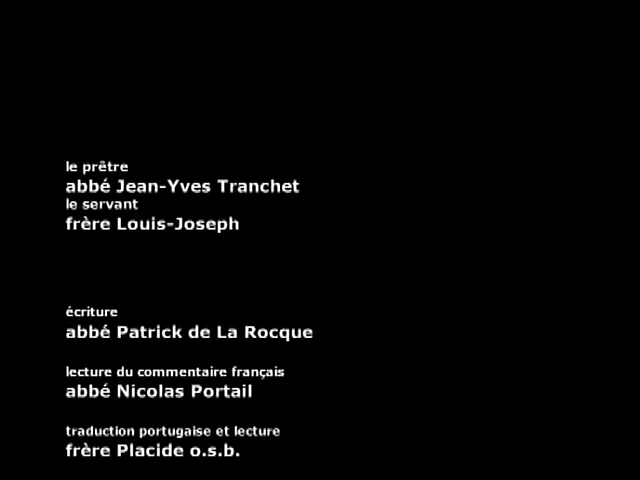 le prêtre
abbé Jean-Yves Tranchet
le servant
frère Louis-Joseph
écriture
abbé Patrick de La Rocque
lecture du commentaire français
abbé Nicolas Portail
traduction portugaise et lecture
frère Placide o.s.b.